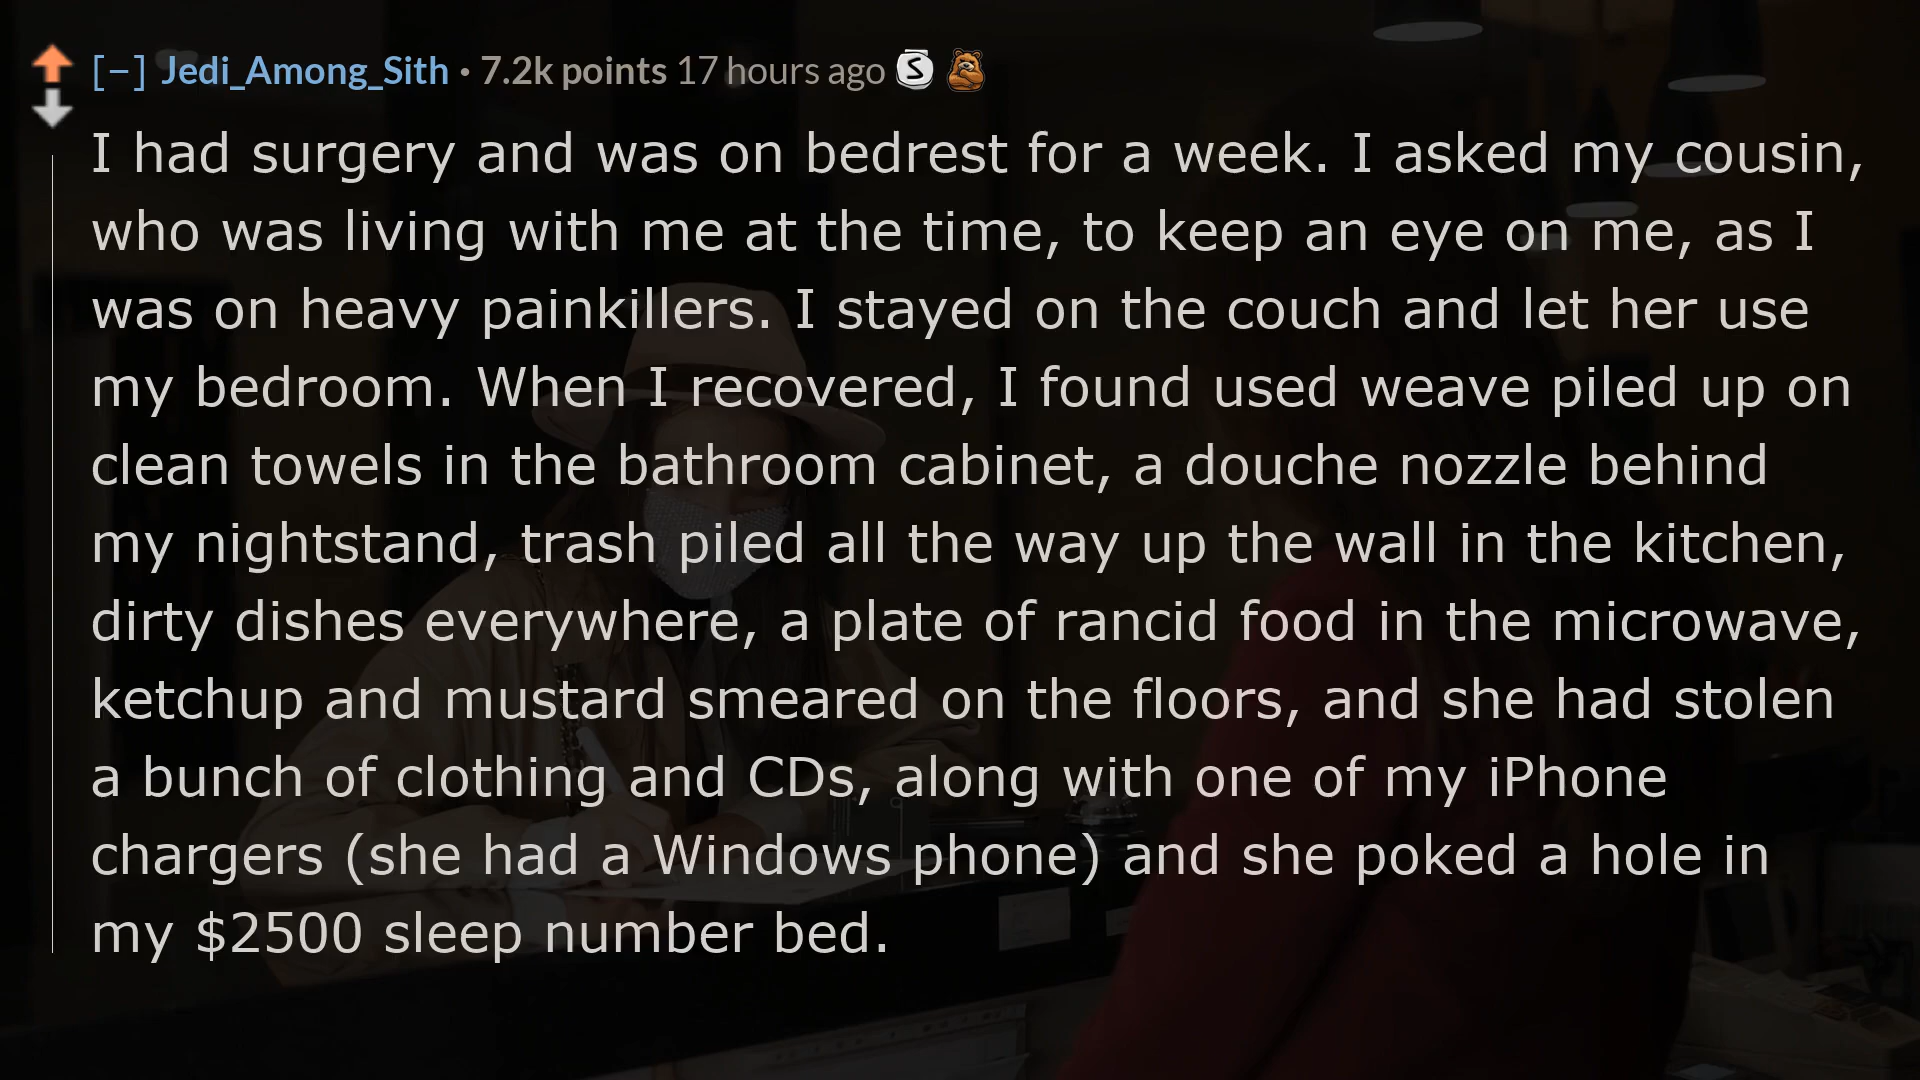 [–] Jedi_Among_Sith • 7.2k points 17 hours ago S
I had surgery and was on bedrest for a week. I asked my cousin,
who was living with me at the time, to keep an eye on me, as I
was on heavy painkillers. I stayed on the couch and let her use
my bedroom. When I recovered, I found used weave piled up on
clean towels in the bathroom cabinet, a douche nozzle behind
my nightstand, trash piled all the way up the wall in the kitchen,
dirty dishes everywhere, a plate of rancid food in the microwave,
ketchup and mustard smeared on the floors, and she had stolen
a bunch of clothing and CDs, along with one of my iPhone
chargers (she had a Windows phone) and she poked a hole in
my $2500 sleep number bed.